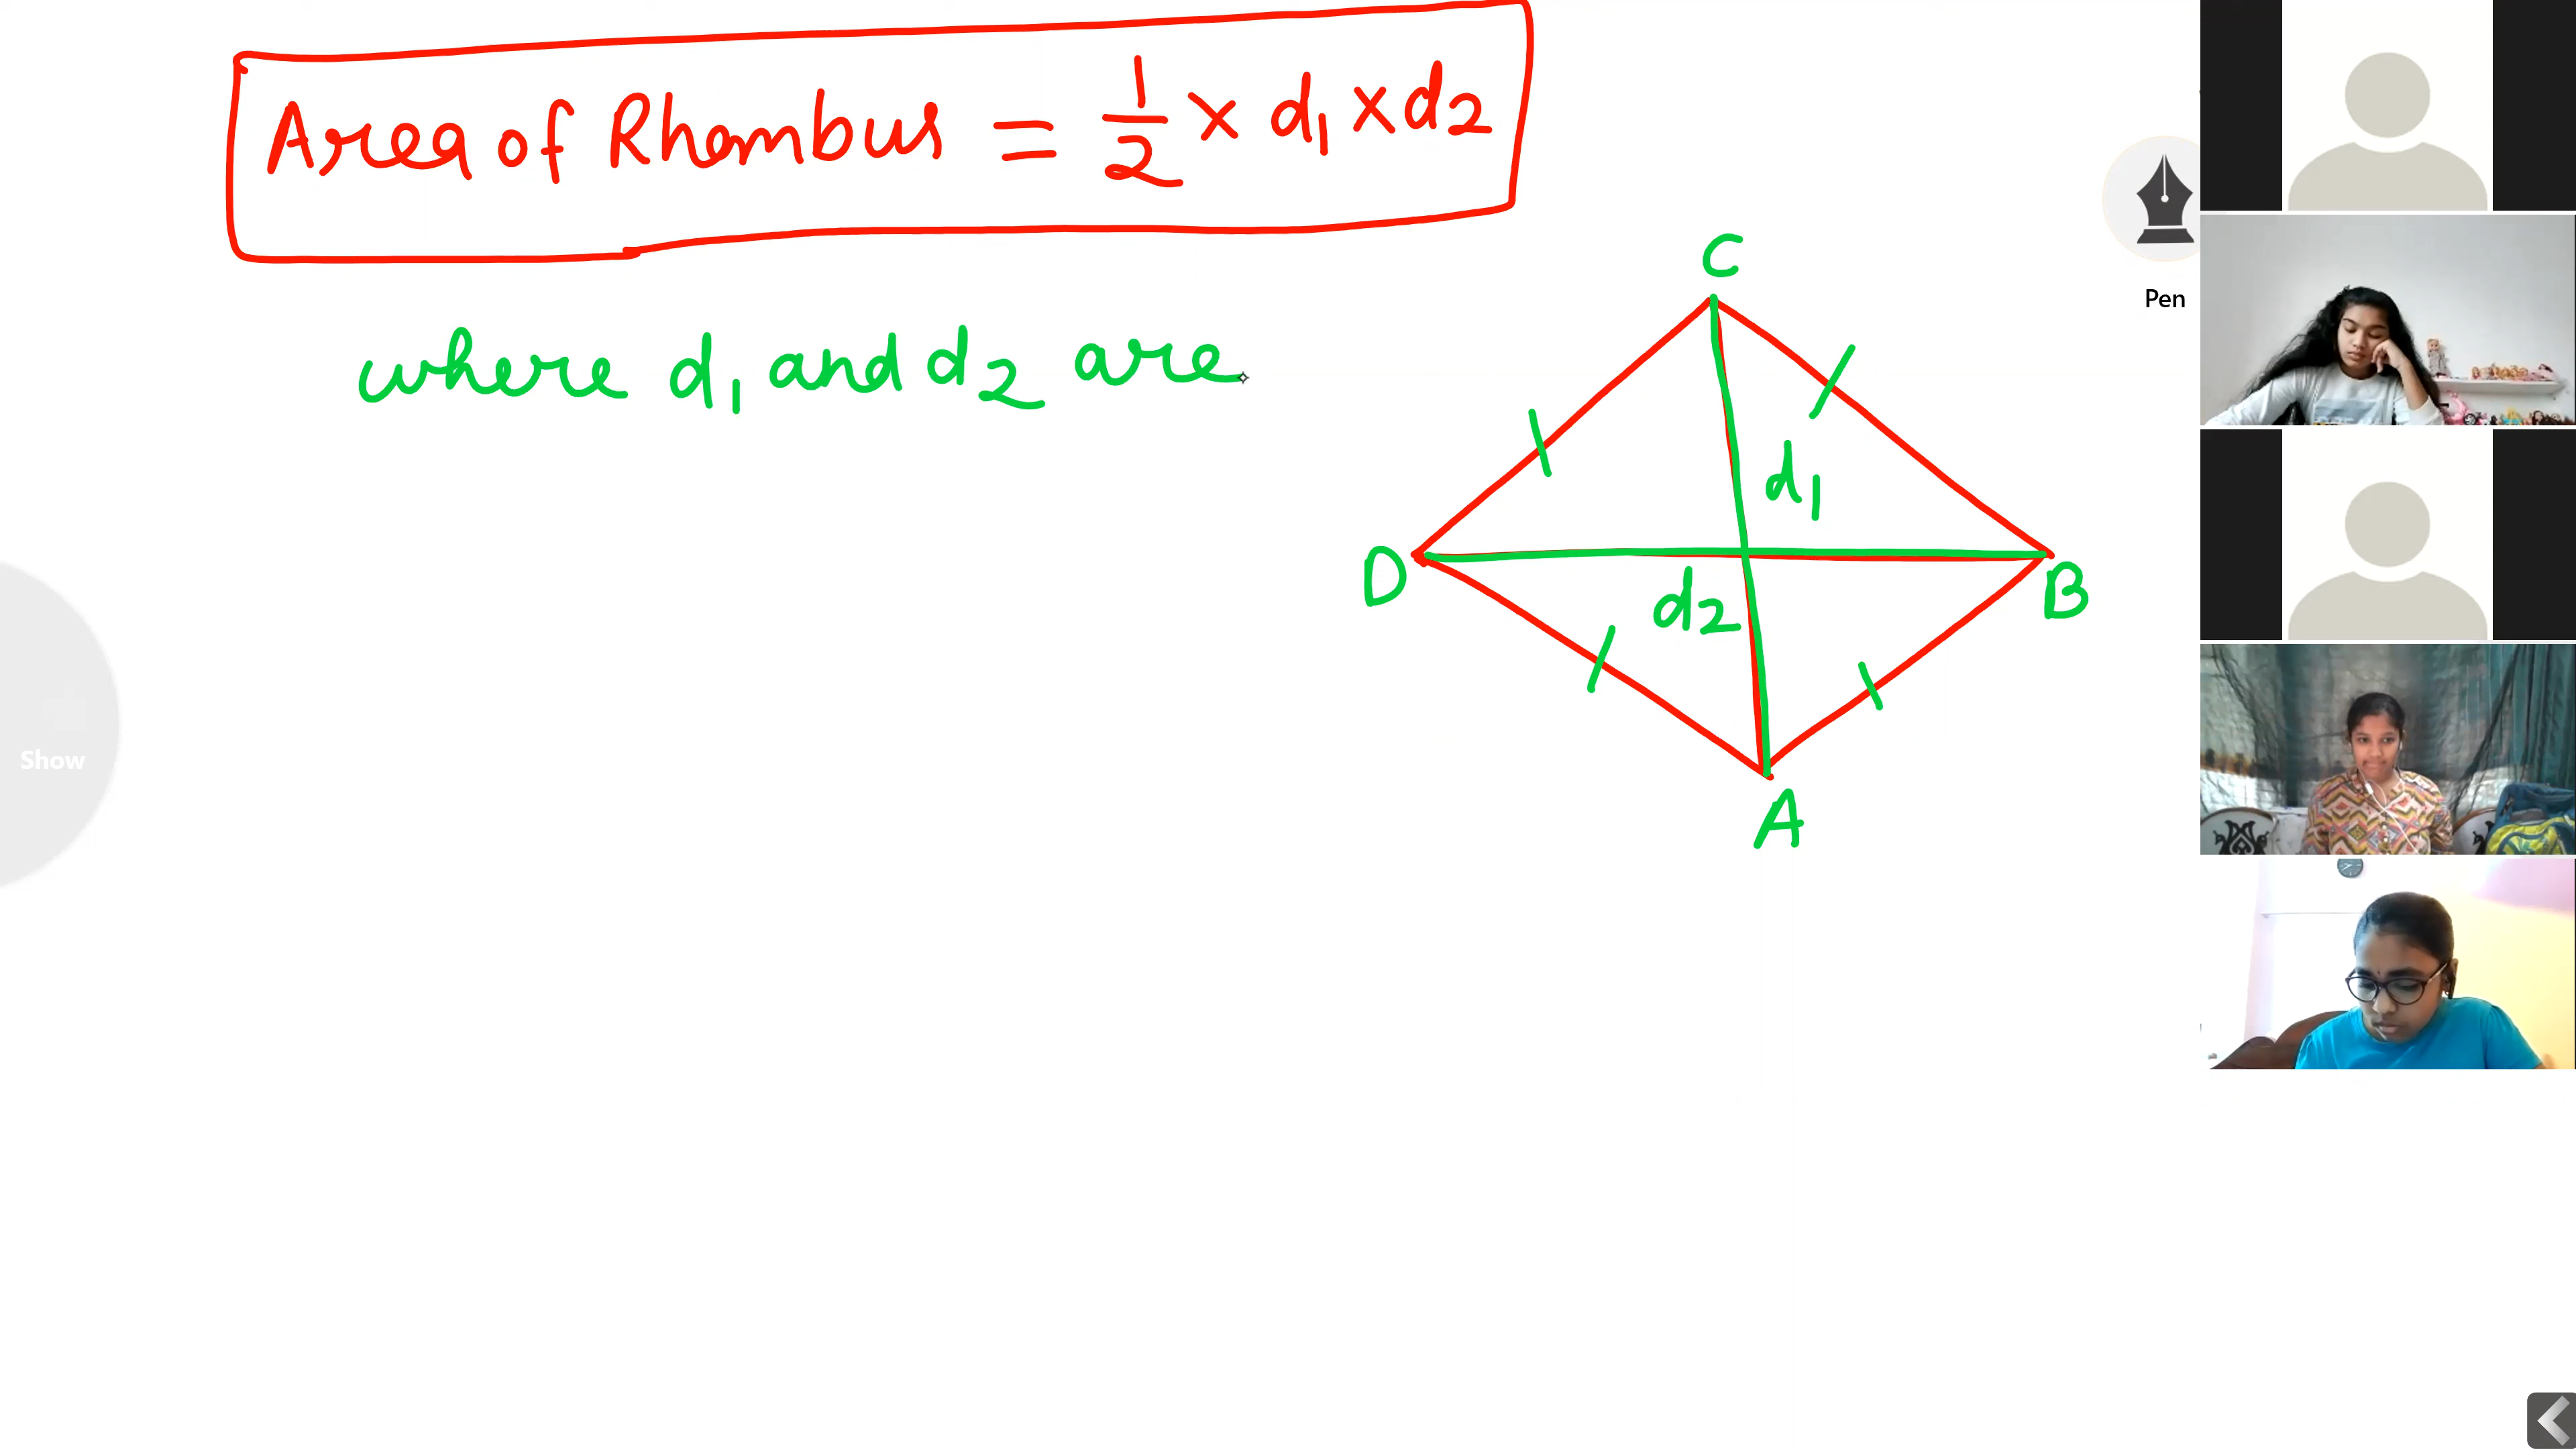 Area of Rhombus = 1/2 × d1 × d2
where d1 and d2 are
C
Pen
d1
D
B
d2
Show
A